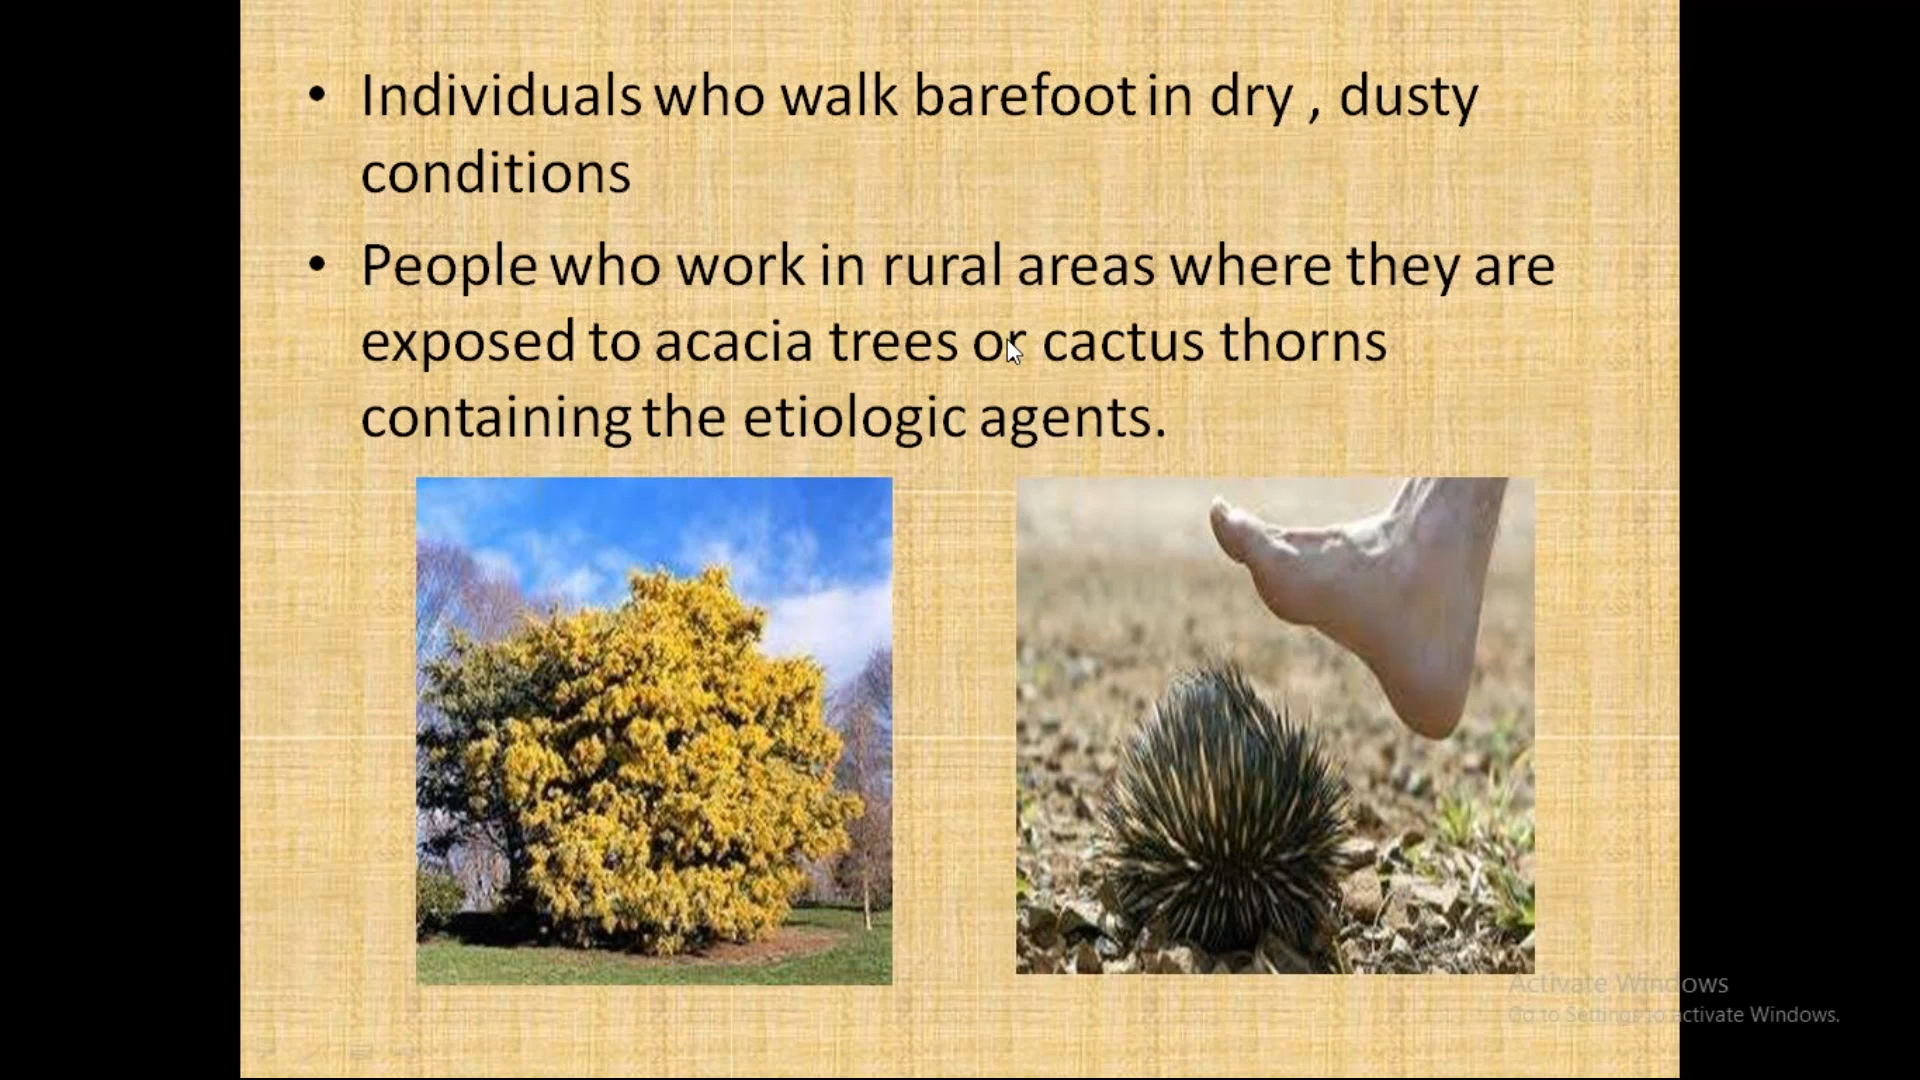 • Individuals who walk barefoot in dry , dusty
conditions
• People who work in rural areas where they are
exposed to acacia trees or cactus thorns
containing the etiologic agents.
Activate Windows
Go to Settings to activate Windows.